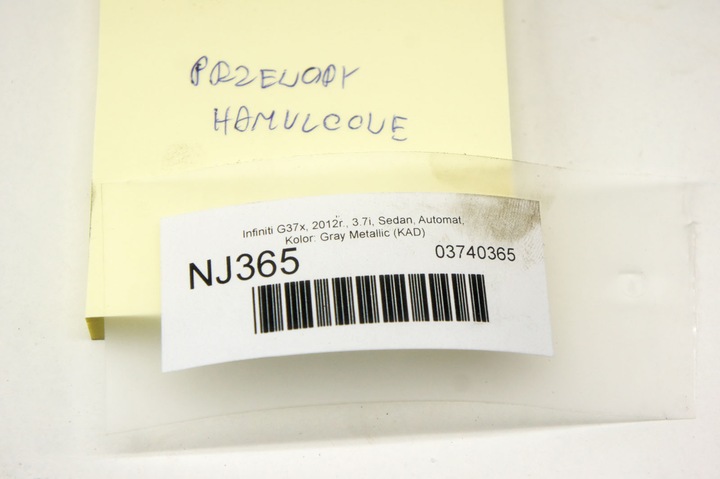 PRZEWODY
HAMULCOWE
Infiniti G37x, 2012r., 3.7i, Sedan, Automat,
Kolor: Gray Metallic (KAD)
NJ365
03740365